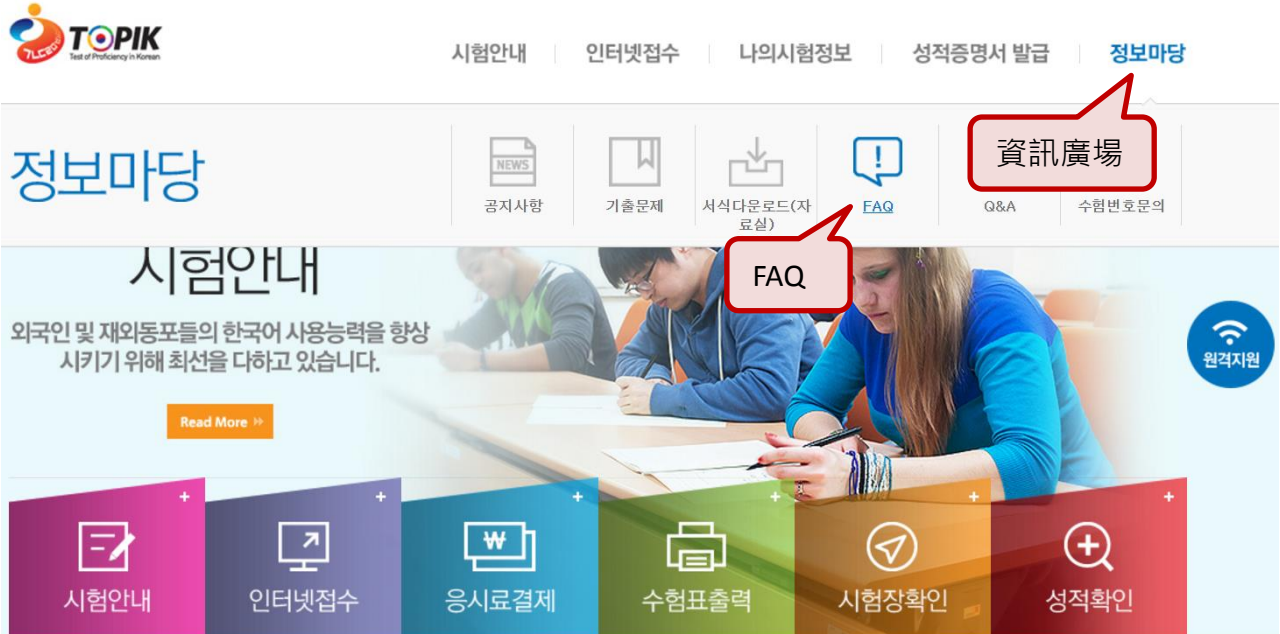 TOPIK
Test of Proficiency in Korean
시험안내
인터넷접수
나의시험정보
성적증명서 발급
정보마당
정보마당
NEWS
공지사항
기출문제
서식다운로드(자
료실)
FAQ
Q&A
수험번호문의
資訊廣場
FAQ
시험안내
외국인 및 재외동포들의 한국어 사용능력을 향상
시키기 위해 최선을 다하고 있습니다.
Read More
원격지원
시험안내
인터넷접수
응시료결제
수험표출력
시험장확인
성적확인